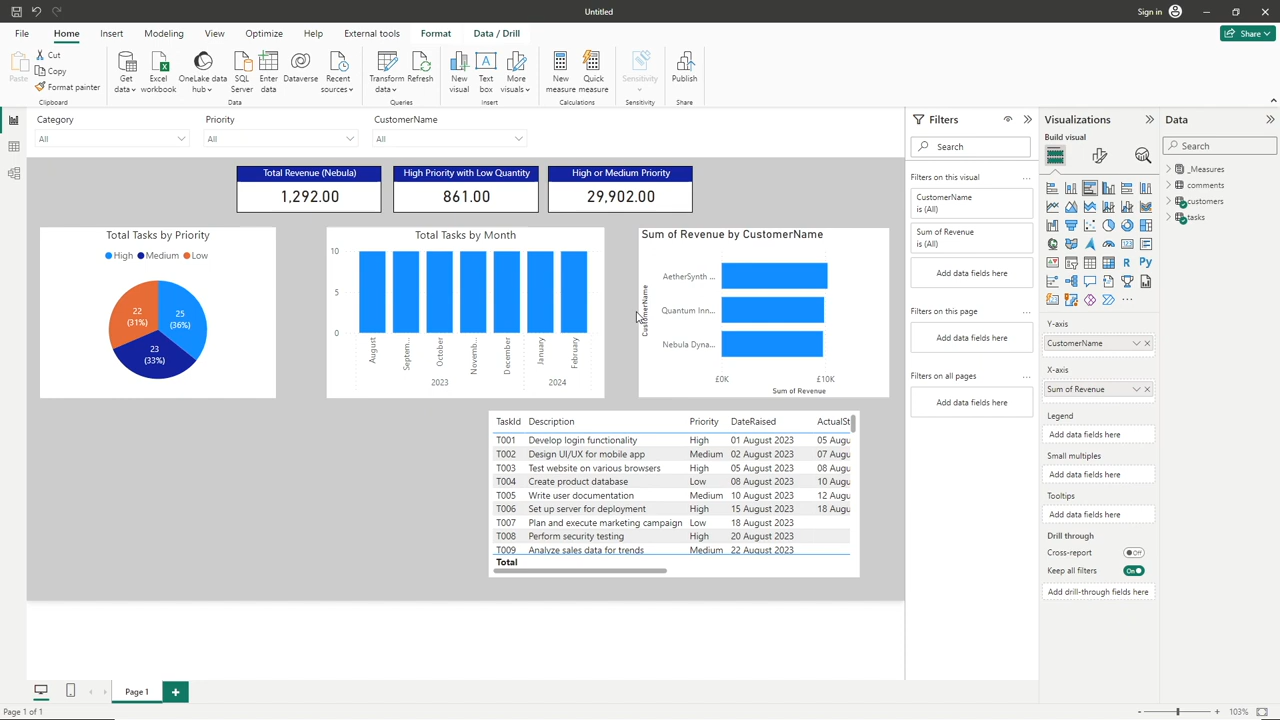 Untitled
Sign in
File Home Insert Modeling View Optimize Help External tools Format Data / Drill
Share
Paste
Cut
Copy
Format painter
Get data
Excel workbook
OneLake data hub
SQL Server
Enter data
Dataverse
Recent sources
Transform data
Refresh
New visual
Text box
More visuals
New measure
Quick measure
Sensitivity
Publish
Clipboard Data Queries Insert Calculations Sensitivity Share
Category Priority CustomerName
All All All
Total Revenue (Nebula)
1,292.00
High Priority with Low Quantity
861.00
High or Medium Priority
29,902.00
Total Tasks by Priority
High Medium Low
22
(31%)
25
(36%)
23
(33%)
Total Tasks by Month
10
5
0
August
Septem...
October
Novemb...
December
January
February
2023 2024
Sum of Revenue by CustomerName
CustomerName
AetherSynth ...
Quantum Inn...
Nebula Dyna...
£0K £10K
Sum of Revenue
TaskId Description Priority DateRaised ActualSt
T001 Develop login functionality High 01 August 2023 05 Augu
T002 Design UI/UX for mobile app Medium 02 August 2023 07 Augu
T003 Test website on various browsers High 05 August 2023 08 Augu
T004 Create product database Low 08 August 2023 10 Augu
T005 Write user documentation Medium 10 August 2023 12 Augu
T006 Set up server for deployment High 15 August 2023 18 Augu
T007 Plan and execute marketing campaign Low 18 August 2023
T008 Perform security testing High 20 August 2023
T009 Analyze sales data for trends Medium 22 August 2023
Total
Filters
Search
Filters on this visual ...
CustomerName
is (All)
Sum of Revenue
is (All)
Add data fields here
Filters on this page ...
Add data fields here
Filters on all pages ...
Add data fields here
Visualizations
Build visual
R Py
123
...
Y-axis
CustomerName
X-axis
Sum of Revenue
Legend
Add data fields here
Small multiples
Add data fields here
Tooltips
Add data fields here
Drill through
Cross-report Off
Keep all filters On
Add drill-through fields here
Data
Search
_Measures
comments
customers
tasks
Page 1
Page 1 of 1
- + 103%